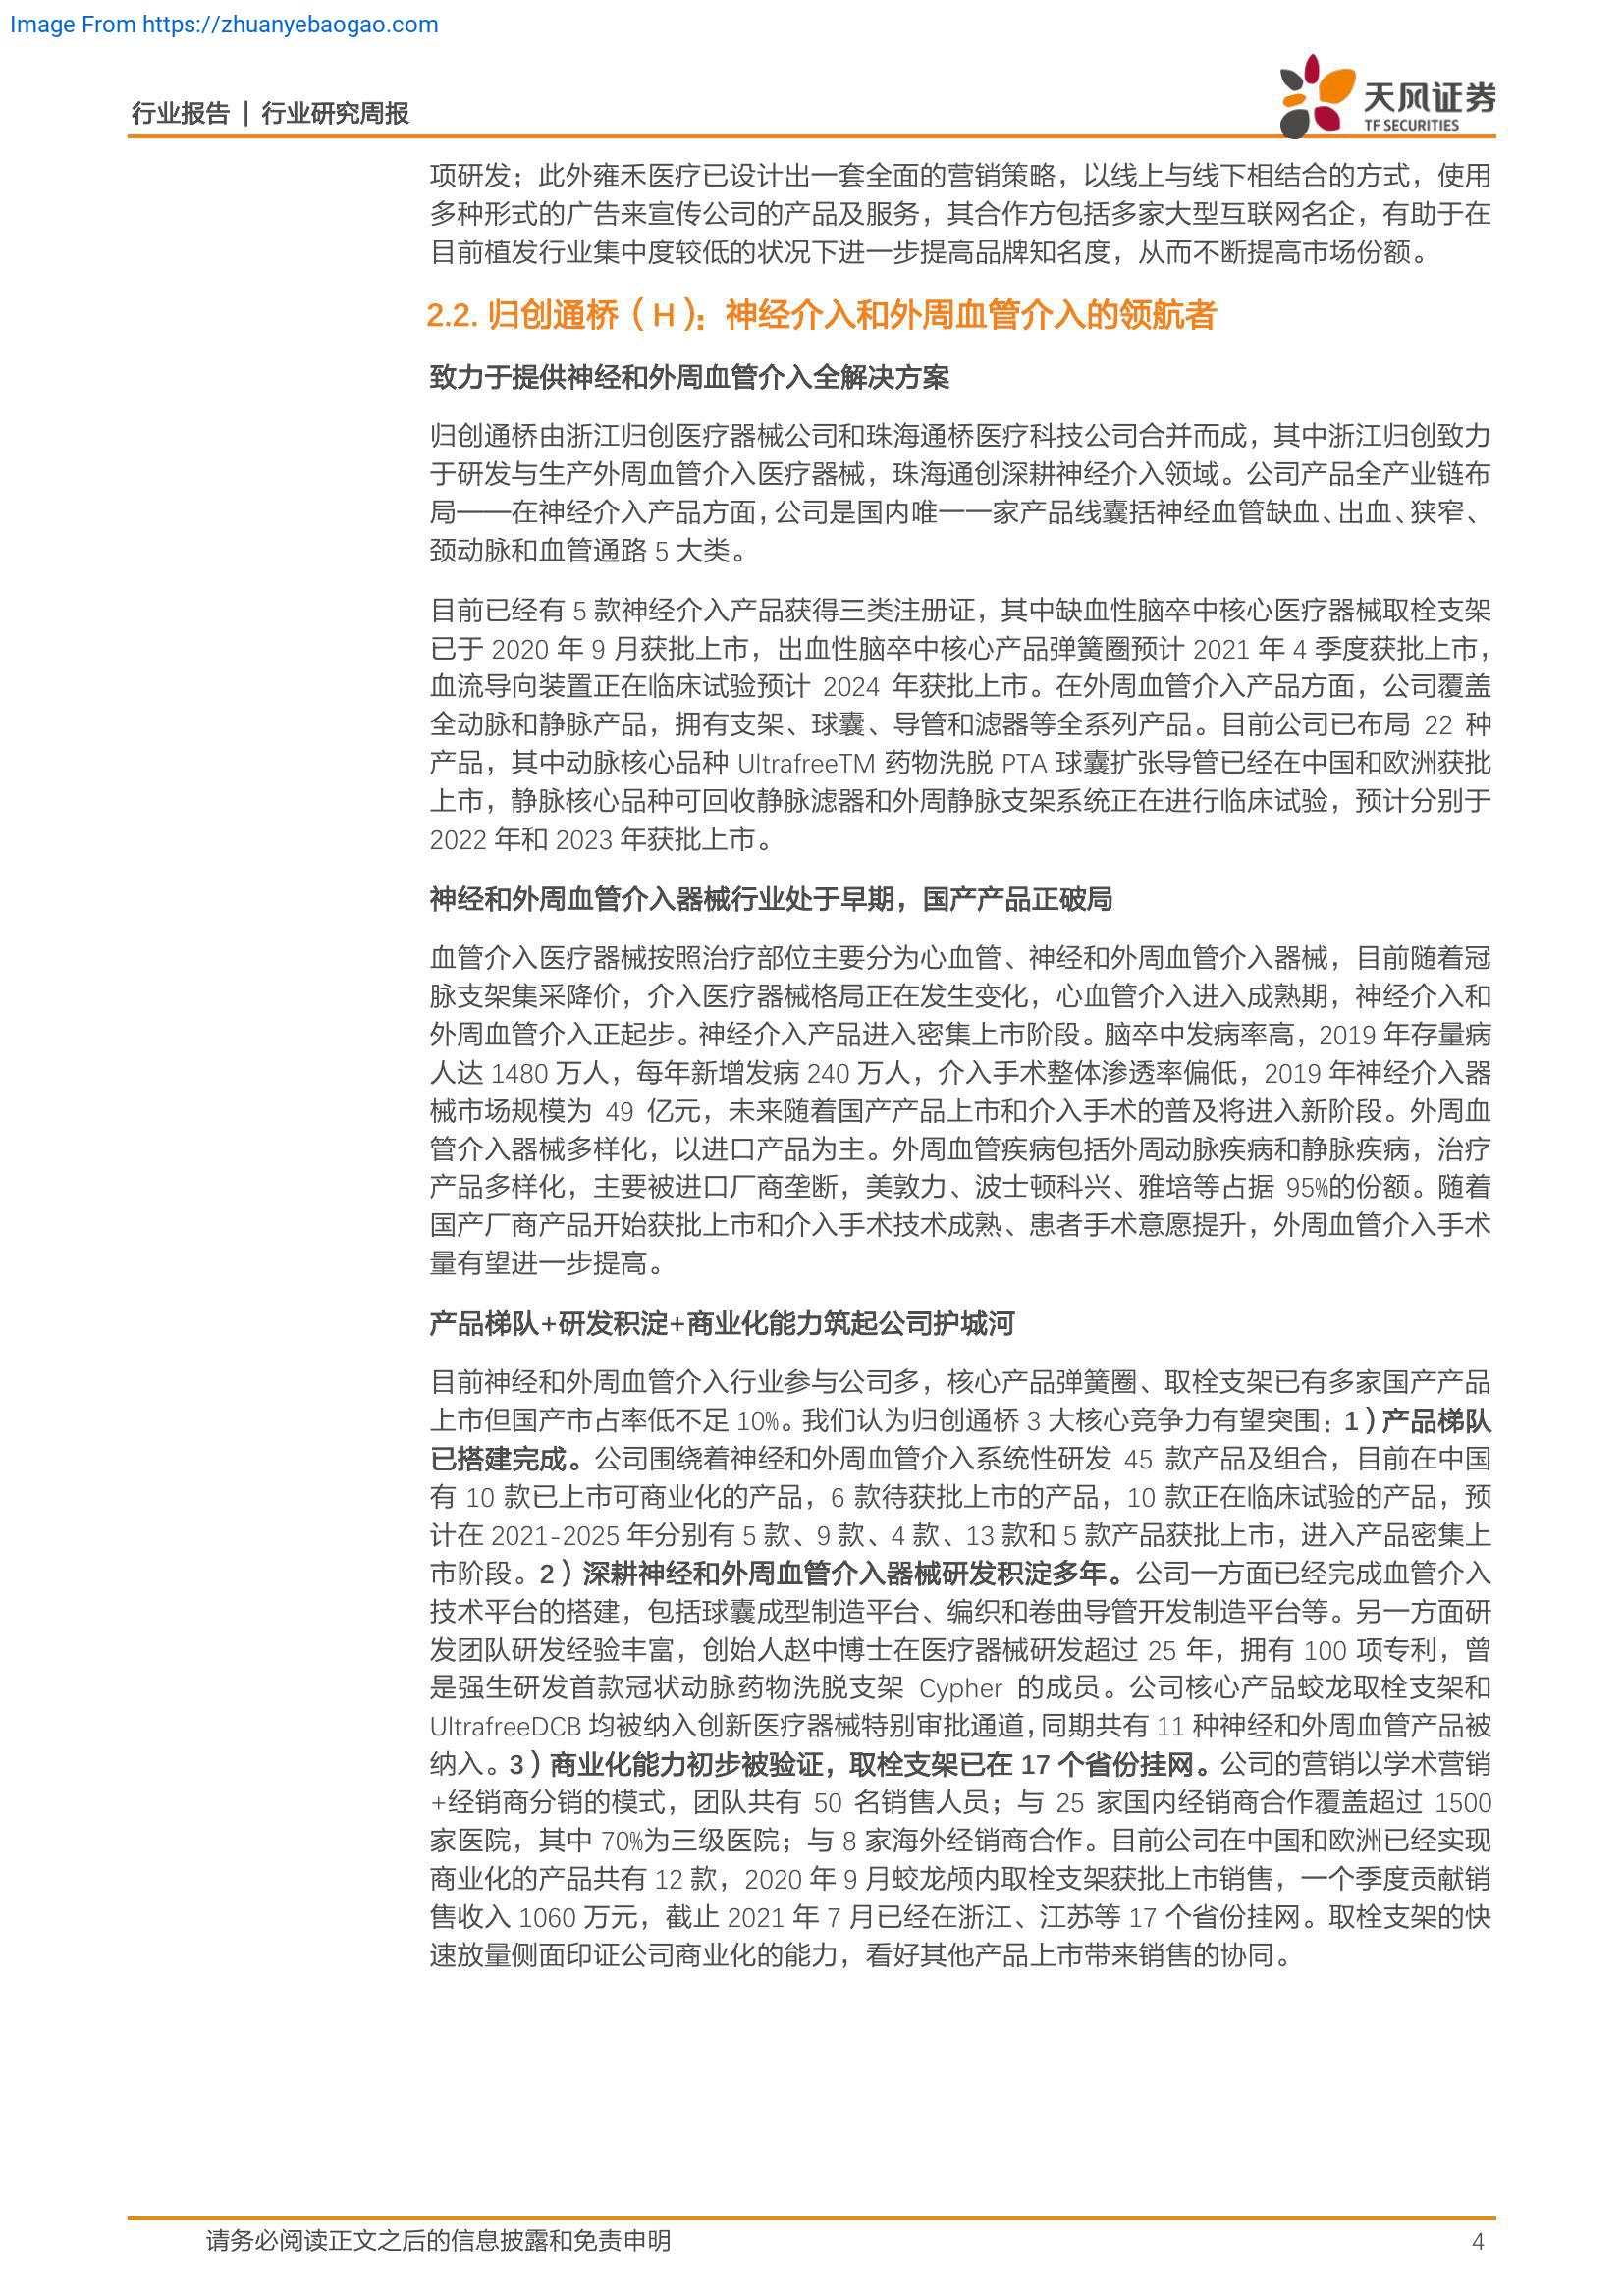 Image From https://zhuanyebaogao.com
行业报告 | 行业研究周报
天风证券
TF SECURITIES
项研发；此外雍禾医疗已设计出一套全面的营销策略，以线上与线下相结合的方式，使用
多种形式的广告来宣传公司的产品及服务，其合作方包括多家大型互联网名企，有助于在
目前植发行业集中度较低的状况下进一步提高品牌知名度，从而不断提高市场份额。
2.2. 归创通桥（H）：神经介入和外周血管介入的领航者
致力于提供神经和外周血管介入全解决方案
归创通桥由浙江归创医疗器械公司和珠海通桥医疗科技公司合并而成，其中浙江归创致力
于研发与生产外周血管介入医疗器械，珠海通创深耕神经介入领域。公司产品全产业链布
局——在神经介入产品方面，公司是国内唯一一家产品线囊括神经血管缺血、出血、狭窄、
颈动脉和血管通路 5 大类。
目前已经有 5 款神经介入产品获得三类注册证，其中缺血性脑卒中核心医疗器械取栓支架
已于 2020 年 9 月获批上市，出血性脑卒中核心产品弹簧圈预计 2021 年 4 季度获批上市，
血流导向装置正在临床试验预计 2024 年获批上市。在外周血管介入产品方面，公司覆盖
全动脉和静脉产品，拥有支架、球囊、导管和滤器等全系列产品。目前公司已布局 22 种
产品，其中动脉核心品种 UltrafreeTM 药物洗脱 PTA 球囊扩张导管已经在中国和欧洲获批
上市，静脉核心品种可回收静脉滤器和外周静脉支架系统正在进行临床试验，预计分别于
2022 年和 2023 年获批上市。
神经和外周血管介入器械行业处于早期，国产产品正破局
血管介入医疗器械按照治疗部位主要分为心血管、神经和外周血管介入器械，目前随着冠
脉支架集采降价，介入医疗器械格局正在发生变化，心血管介入进入成熟期，神经介入和
外周血管介入正起步。神经介入产品进入密集上市阶段。脑卒中发病率高，2019 年存量病
人达 1480 万人，每年新增发病 240 万人，介入手术整体渗透率偏低，2019 年神经介入器
械市场规模为 49 亿元，未来随着国产产品上市和介入手术的普及将进入新阶段。外周血
管介入器械多样化，以进口产品为主。外周血管疾病包括外周动脉疾病和静脉疾病，治疗
产品多样化，主要被进口厂商垄断，美敦力、波士顿科兴、雅培等占据 95%的份额。随着
国产厂商产品开始获批上市和介入手术技术成熟、患者手术意愿提升，外周血管介入手术
量有望进一步提高。
产品梯队+研发积淀+商业化能力筑起公司护城河
目前神经和外周血管介入行业参与公司多，核心产品弹簧圈、取栓支架已有多家国产产品
上市但国产市占率低不足 10%。我们认为归创通桥 3 大核心竞争力有望突围：1）产品梯队
已搭建完成。公司围绕着神经和外周血管介入系统性研发 45 款产品及组合，目前在中国
有 10 款已上市可商业化的产品，6 款待获批上市的产品，10 款正在临床试验的产品，预
计在 2021-2025 年分别有 5 款、9 款、4 款、13 款和 5 款产品获批上市，进入产品密集上
市阶段。2）深耕神经和外周血管介入器械研发积淀多年。公司一方面已经完成血管介入
技术平台的搭建，包括球囊成型制造平台、编织和卷曲导管开发制造平台等。另一方面研
发团队研发经验丰富，创始人赵中博士在医疗器械研发超过 25 年，拥有 100 项专利，曾
是强生研发首款冠状动脉药物洗脱支架 Cypher 的成员。公司核心产品蛟龙取栓支架和
UltrafreeDCB 均被纳入创新医疗器械特别审批通道，同期共有 11 种神经和外周血管产品被
纳入。3）商业化能力初步被验证，取栓支架已在 17 个省份挂网。公司的营销以学术营销
+经销商分销的模式，团队共有 50 名销售人员；与 25 家国内经销商合作覆盖超过 1500
家医院，其中 70%为三级医院；与 8 家海外经销商合作。目前公司在中国和欧洲已经实现
商业化的产品共有 12 款，2020 年 9 月蛟龙颅内取栓支架获批上市销售，一个季度贡献销
售收入 1060 万元，截止 2021 年 7 月已经在浙江、江苏等 17 个省份挂网。取栓支架的快
速放量侧面印证公司商业化的能力，看好其他产品上市带来销售的协同。
请务必阅读正文之后的信息披露和免责申明
4